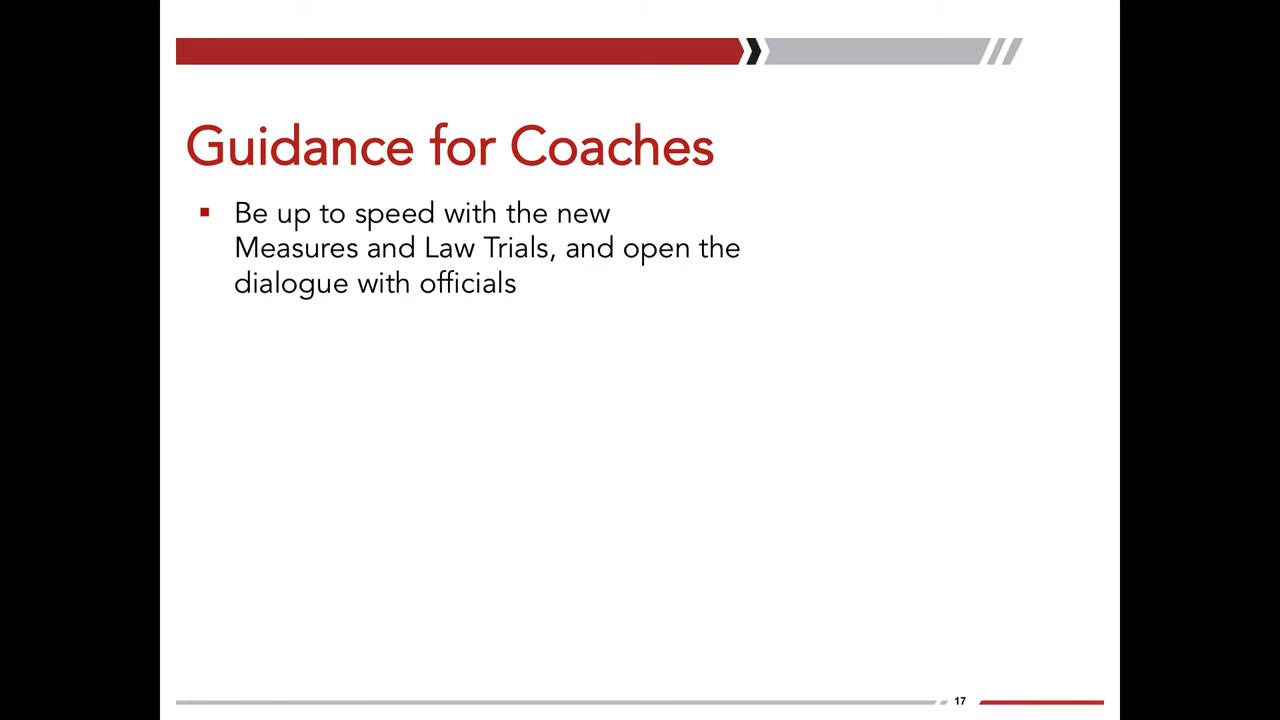 Guidance for Coaches
▪ Be up to speed with the new
Measures and Law Trials, and open the
dialogue with officials
17